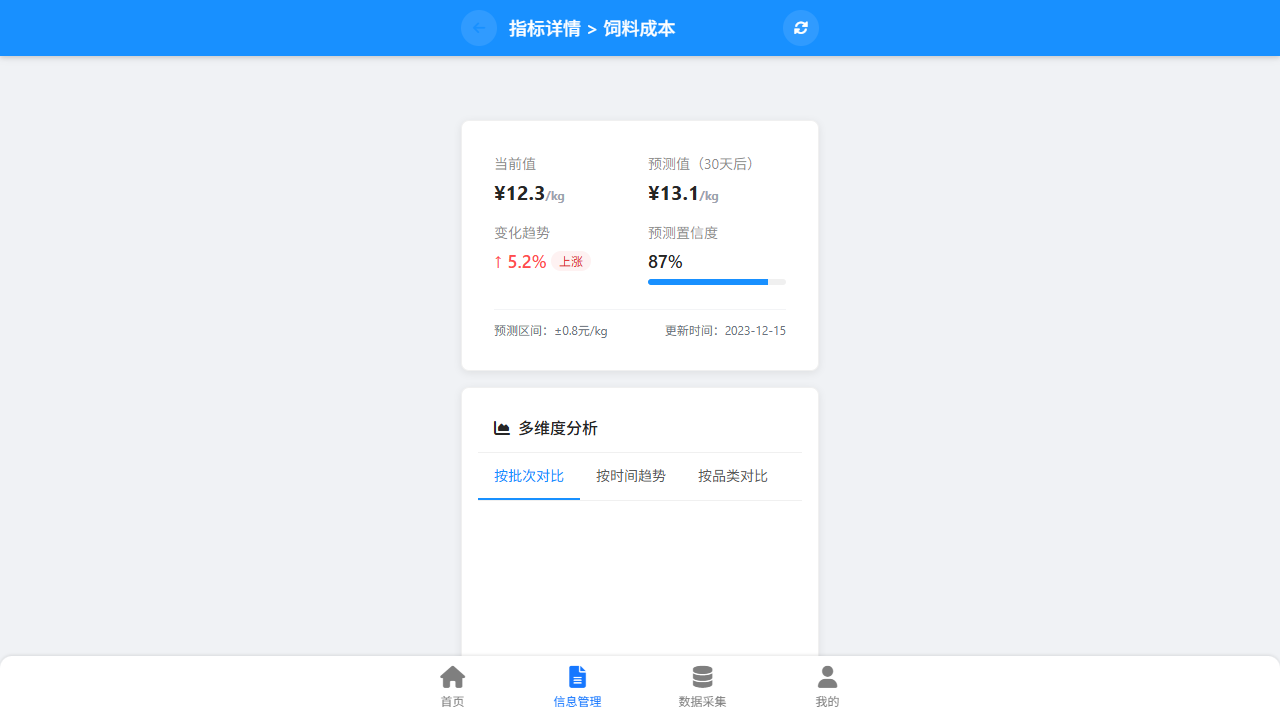 指标详情 > 饲料成本
当前值
¥12.3/kg
预测值（30天后）
¥13.1/kg
变化趋势
↑ 5.2% 上涨
预测置信度
87%
预测区间：±0.8元/kg
更新时间：2023-12-15
多维度分析
按批次对比
按时间趋势
按品类对比
首页
信息管理
数据采集
我的